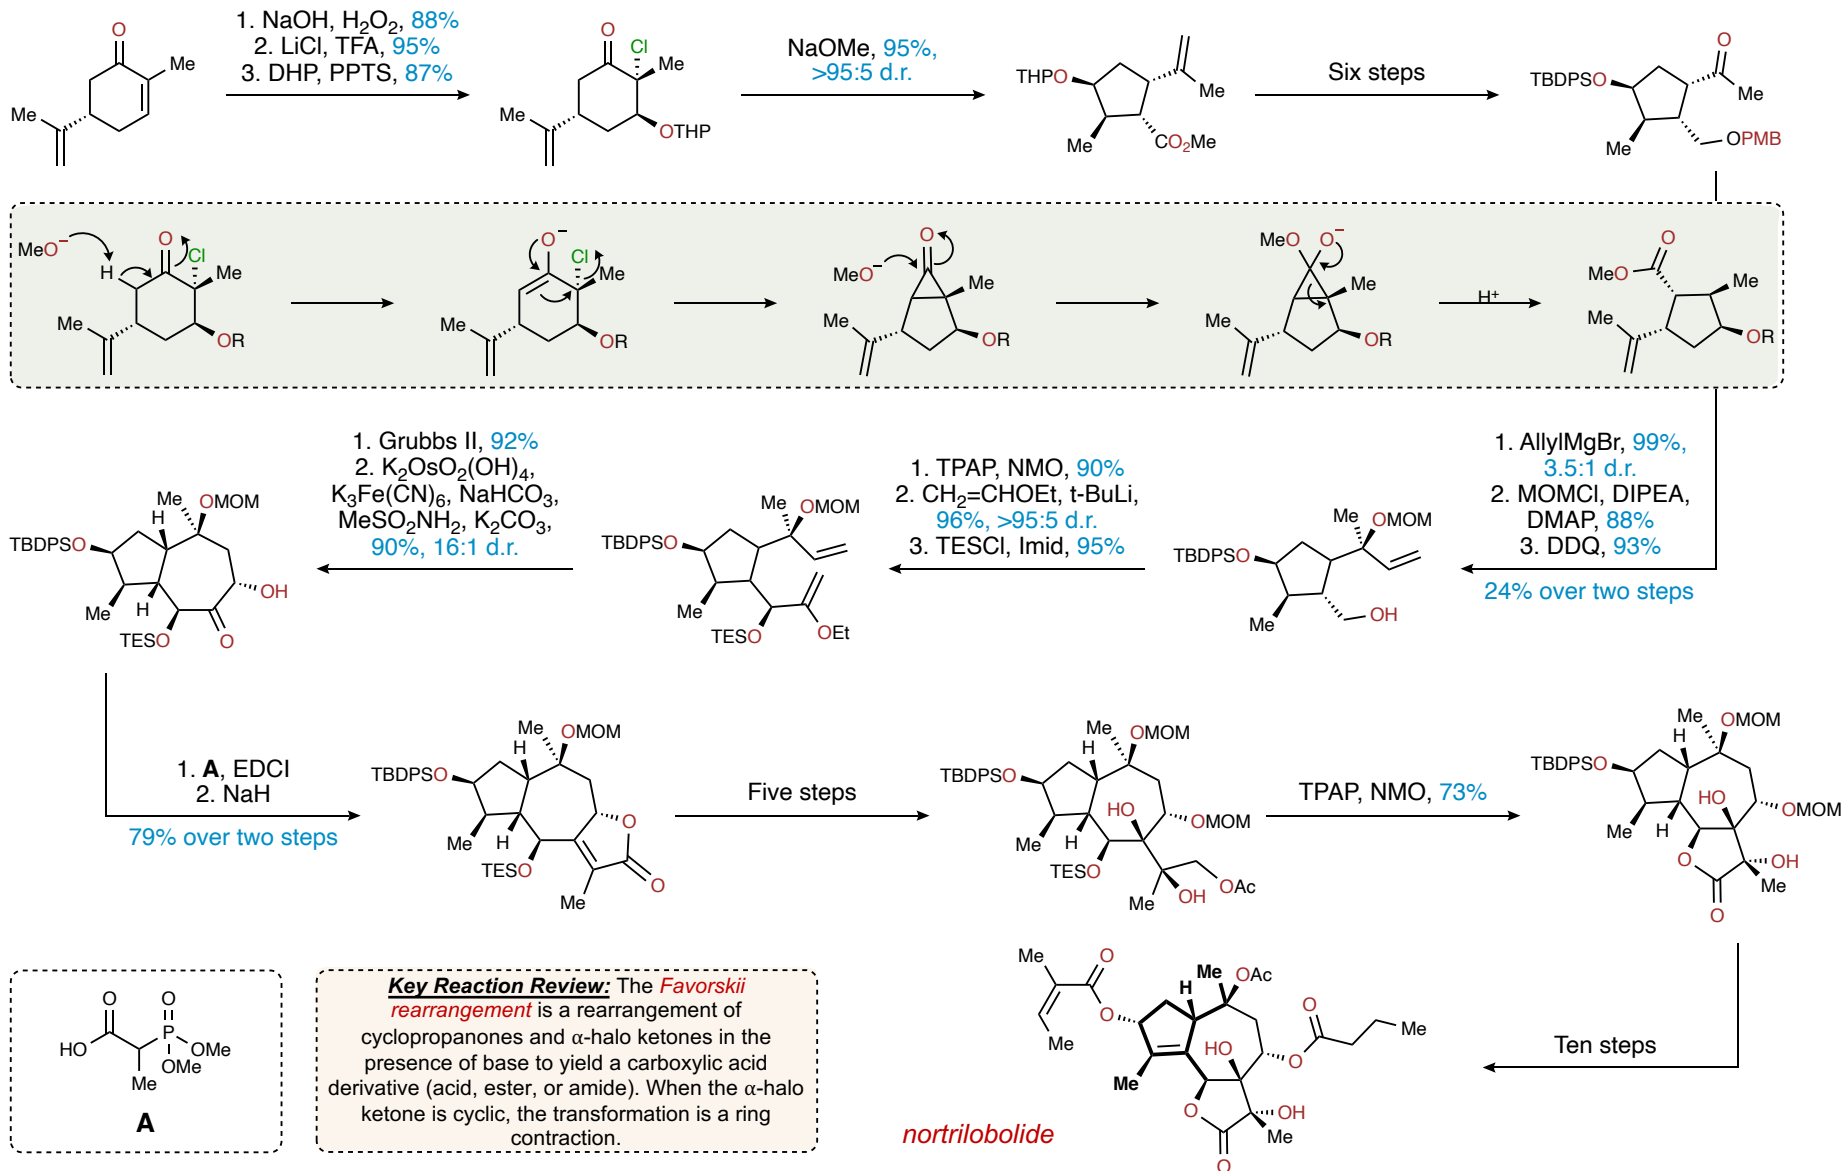 1. NaOH, H2O2, 88%
2. LiCl, TFA, 95%
3. DHP, PPTS, 87%
O
Me
Me
O
Cl
Me
Me
OTHP
NaOMe, 95%,
>95:5 d.r.
THPO
Me
Me
CO2Me
Six steps
TBDPSO
O
Me
Me
OPMB
MeO−
H
O
Cl
Me
Me
OR
O−
Cl
Me
Me
OR
MeO−
O
Me
Me
OR
MeO
O−
Me
Me
OR
H+
O
MeO
Me
Me
OR
1. AllylMgBr, 99%,
3.5:1 d.r.
2. MOMCl, DIPEA,
DMAP, 88%
3. DDQ, 93%
24% over two steps
Me
OMOM
TBDPSO
Me
OH
1. TPAP, NMO, 90%
2. CH2=CHOEt, t-BuLi,
96%, >95:5 d.r.
3. TESCl, Imid, 95%
Me
OMOM
TBDPSO
Me
TESO
OEt
1. Grubbs II, 92%
2. K2OsO2(OH)4,
K3Fe(CN)6, NaHCO3,
MeSO2NH2, K2CO3,
90%, 16:1 d.r.
Me
OMOM
H
TBDPSO
Me
H
OH
TESO
O
1. A, EDCI
2. NaH
79% over two steps
Me
OMOM
H
TBDPSO
Me
H
O
TESO
O
Me
Five steps
Me
OMOM
H
TBDPSO
HO
OMOM
Me
H
TESO
OAc
Me
OH
TPAP, NMO, 73%
Me
OMOM
H
TBDPSO
HO
OMOM
Me
H
O
OH
Me
O
Ten steps
Me
O
O
Me
Me
OAc
H
HO
O
O
Me
Me
O
OH
Me
O
nortrilobolide
O
O
HO
P
OMe
OMe
Me
A
Key Reaction Review: The Favorskii
rearrangement is a rearrangement of
cyclopropanones and α-halo ketones in the
presence of base to yield a carboxylic acid
derivative (acid, ester, or amide). When the α-halo
ketone is cyclic, the transformation is a ring
contraction.